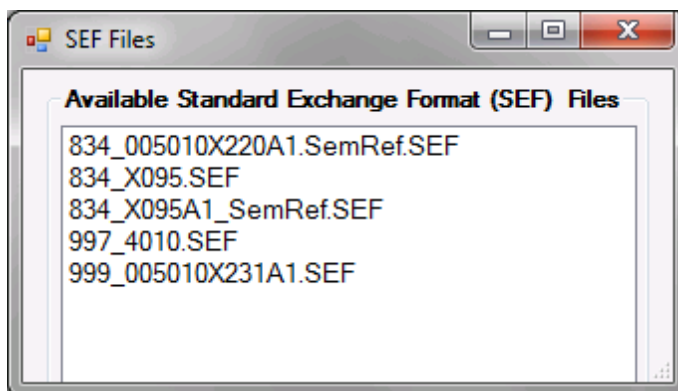 SEF Files
Available Standard Exchange Format (SEF) Files
834_005010X220A1.SemRef.SEF
834_X095.SEF
834_X095A1_SemRef.SEF
997_4010.SEF
999_005010X231A1.SEF